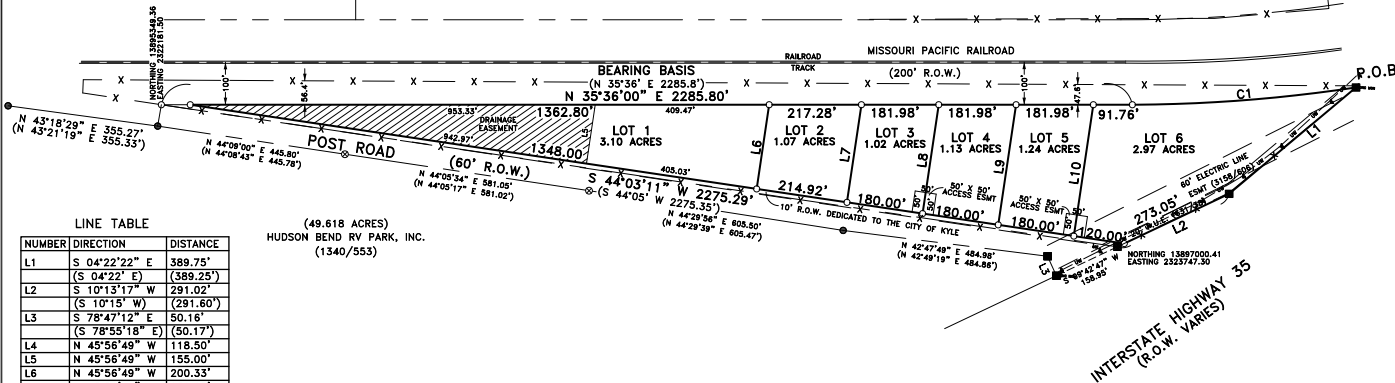 NORTHING 13895349.36
EASTING 2322181.50
100'
56.4'
RAILROAD
TRACK
MISSOURI PACIFIC RAILROAD
(200' R.O.W.)
100'
47.6'
P.O.B
BEARING BASIS
(N 35°36' E 2285.8')
N 35°36'00" E 2285.80'
C1
L1
953.33'
1362.80'
409.47'
217.28'
181.98'
181.98'
181.98'
91.76'
DRAINAGE
EASEMENT
942.97'
1348.00'
405.03'
L5
LOT 1
3.10 ACRES
L6
LOT 2
1.07 ACRES
L7
LOT 3
1.02 ACRES
L8
LOT 4
1.13 ACRES
L9
LOT 5
1.24 ACRES
L10
LOT 6
2.97 ACRES
N 43°18'29" E 355.27'
(N 43°21'19" E 355.33')
N 44°09'00" E 445.80'
(N 44°08'43" E 445.78')
POST ROAD
(60' R.O.W.)
N 44°05'34" E 581.05'
(N 44°05'17" E 581.02')
S 44°03'11" W 2275.29'
(S 44°05' W 2275.35')
214.92'
180.00'
180.00'
180.00'
120.00'
50'
50'
50' X 50'
ACCESS ESMT
50' X 50'
ACCESS ESMT
50'
50'
10' R.O.W. DEDICATED TO THE CITY OF KYLE
60' ELECTRIC LINE
ESMT (3158/605)
273.05'
L2
N 44°29'56" E 605.50'
(N 44°29'39" E 605.47')
N 42°47'49" E 484.98'
(N 42°49'19" E 484.86')
L3
158.95'
NORTHING 13897000.41
EASTING 2323747.30
INTERSTATE HIGHWAY 35
(R.O.W. VARIES)
(49.618 ACRES)
HUDSON BEND RV PARK, INC.
(1340/553)
LINE TABLE
NUMBER DIRECTION DISTANCE
L1 S 04°22'22" E 389.75'
(S 04°22' E) (389.25')
L2 S 10°13'17" W 291.02'
(S 10°15' W) (291.60')
L3 S 78°47'12" E 50.16'
(S 78°55'18" E) (50.17')
L4 N 45°56'49" W 118.50'
L5 N 45°56'49" W 155.00'
L6 N 45°56'49" W 200.33'